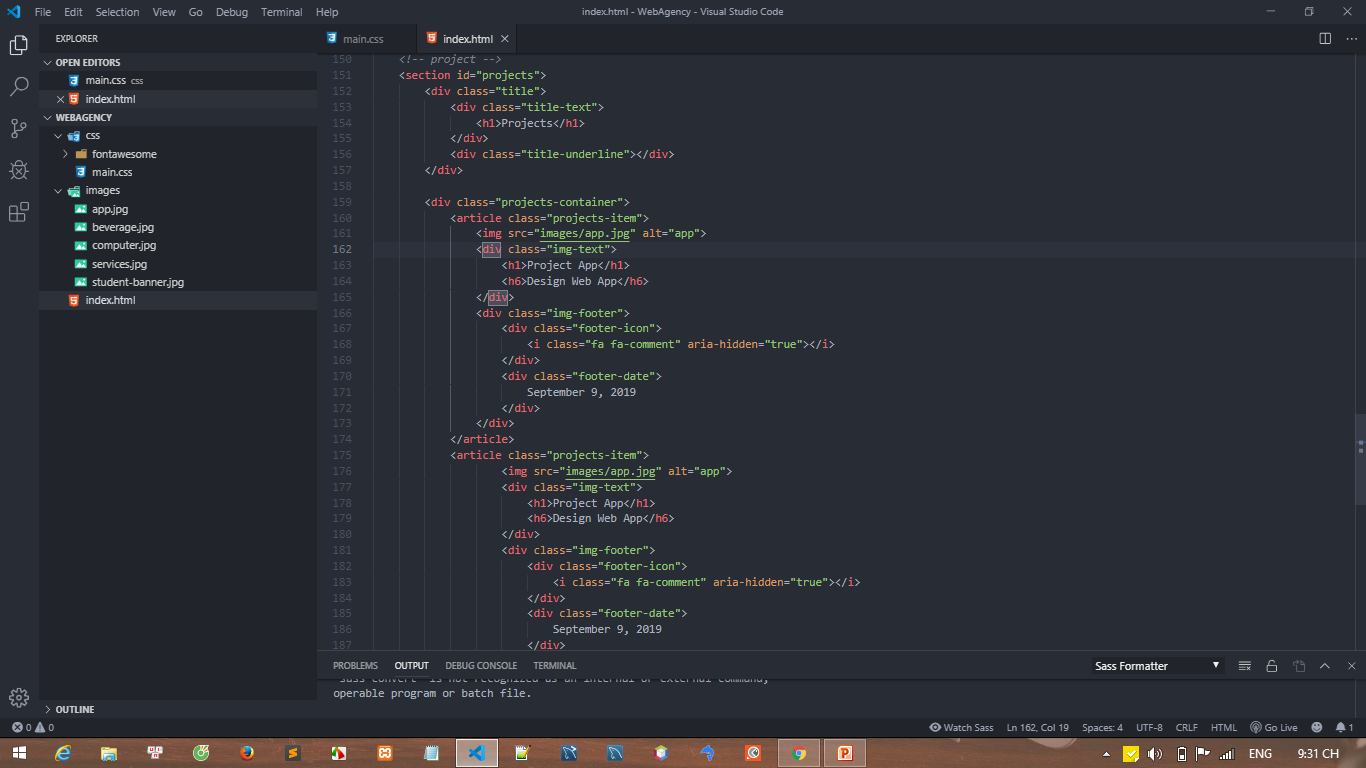 File Edit Selection View Go Debug Terminal Help
index.html - WebAgency - Visual Studio Code
EXPLORER
OPEN EDITORS
main.css css
index.html
WEBAGENCY
css
fontawesome
main.css
images
app.jpg
beverage.jpg
computer.jpg
services.jpg
student-banner.jpg
index.html
OUTLINE
main.css
index.html
150 <!-- project -->
151 <section id="projects">
152 <div class="title">
153 <div class="title-text">
154 <h1>Projects</h1>
155 </div>
156 <div class="title-underline"></div>
157 </div>
158
159 <div class="projects-container">
160 <article class="projects-item">
161 <img src="images/app.jpg" alt="app">
162 <div class="img-text">
163 <h1>Project App</h1>
164 <h6>Design Web App</h6>
165 </div>
166 <div class="img-footer">
167 <div class="footer-icon">
168 <i class="fa fa-comment" aria-hidden="true"></i>
169 </div>
170 <div class="footer-date">
171 September 9, 2019
172 </div>
173 </div>
174 </article>
175 <article class="projects-item">
176 <img src="images/app.jpg" alt="app">
177 <div class="img-text">
178 <h1>Project App</h1>
179 <h6>Design Web App</h6>
180 </div>
181 <div class="img-footer">
182 <div class="footer-icon">
183 <i class="fa fa-comment" aria-hidden="true"></i>
184 </div>
185 <div class="footer-date">
186 September 9, 2019
187 </div>
PROBLEMS OUTPUT DEBUG CONSOLE TERMINAL
Sass Formatter
'sass-convert' is not recognized as an internal or external command,
operable program or batch file.
0 0
Watch Sass Ln 162, Col 19 Spaces: 4 UTF-8 CRLF HTML Go Live 1
ENG 9:31 CH